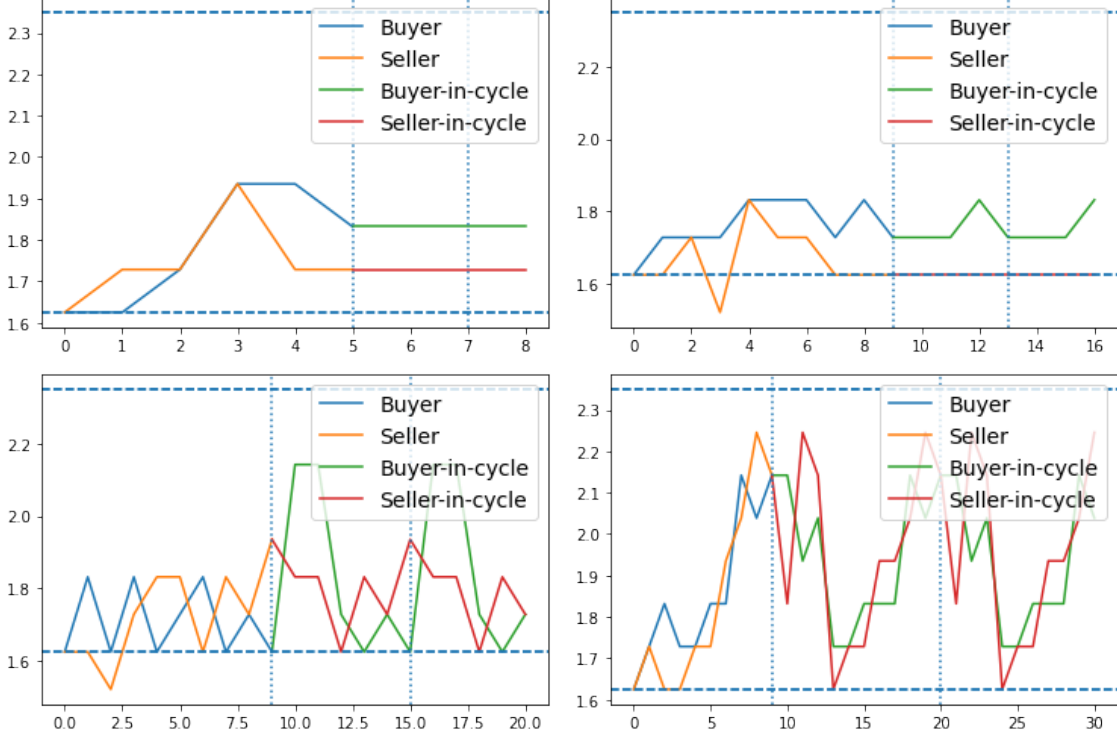 2.3
2.2
2.1
2.0
1.9
1.8
1.7
1.6
0 1 2 3 4 5 6 7 8
Buyer
Seller
Buyer-in-cycle
Seller-in-cycle
2.2
2.0
1.8
1.6
0 2 4 6 8 10 12 14 16
Buyer
Seller
Buyer-in-cycle
Seller-in-cycle
2.2
2.0
1.8
1.6
0.0 2.5 5.0 7.5 10.0 12.5 15.0 17.5 20.0
Buyer
Seller
Buyer-in-cycle
Seller-in-cycle
2.3
2.2
2.1
2.0
1.9
1.8
1.7
1.6
0 5 10 15 20 25 30
Buyer
Seller
Buyer-in-cycle
Seller-in-cycle